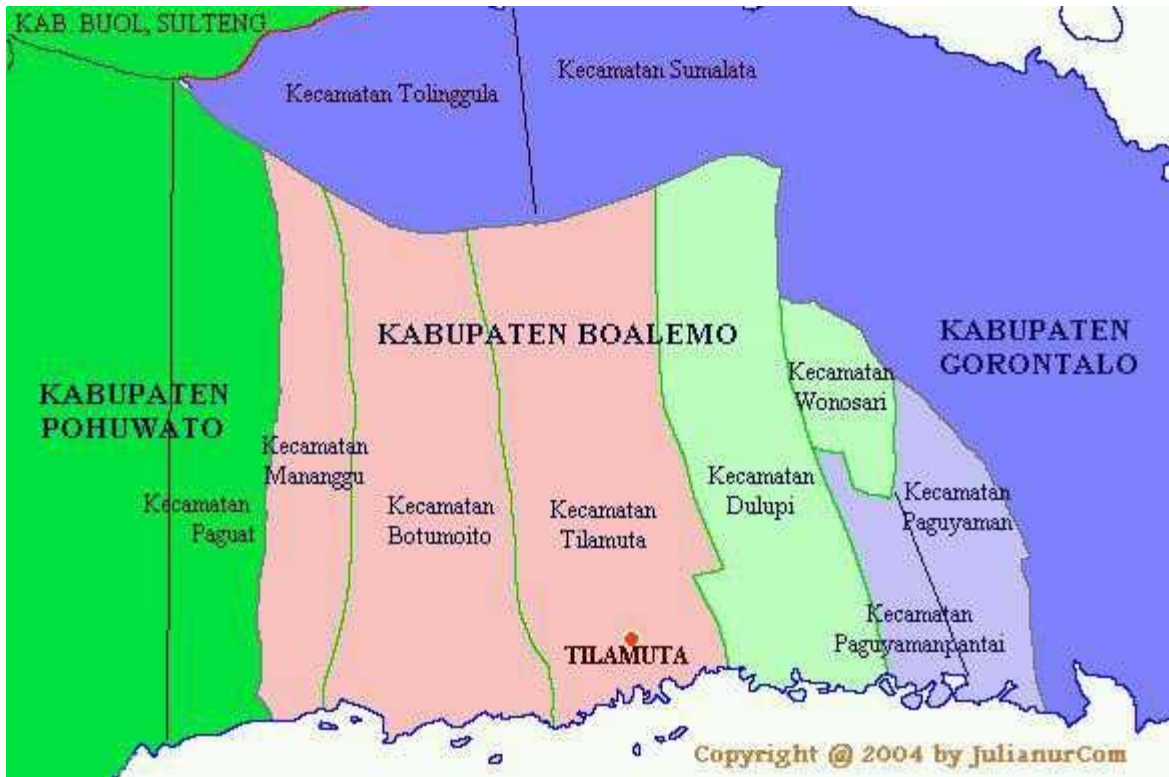 KAB. BUOL, SULTENG
Kecamatan Tolinggula
Kecamatan Sumalata
KABUPATEN BOALEMO
KABUPATEN
GORONTALO
KABUPATEN
POHUWATO
Kecamatan
Wonosari
Kecamatan
Mananggu
Kecamatan
Paguat
Kecamatan
Botumoito
Kecamatan
Tilamuta
Kecamatan
Dulupi
Kecamatan
Paguyaman
Kecamatan
Paguyamanpantai
TILAMUTA
Copyright @ 2004 by JulianurCom